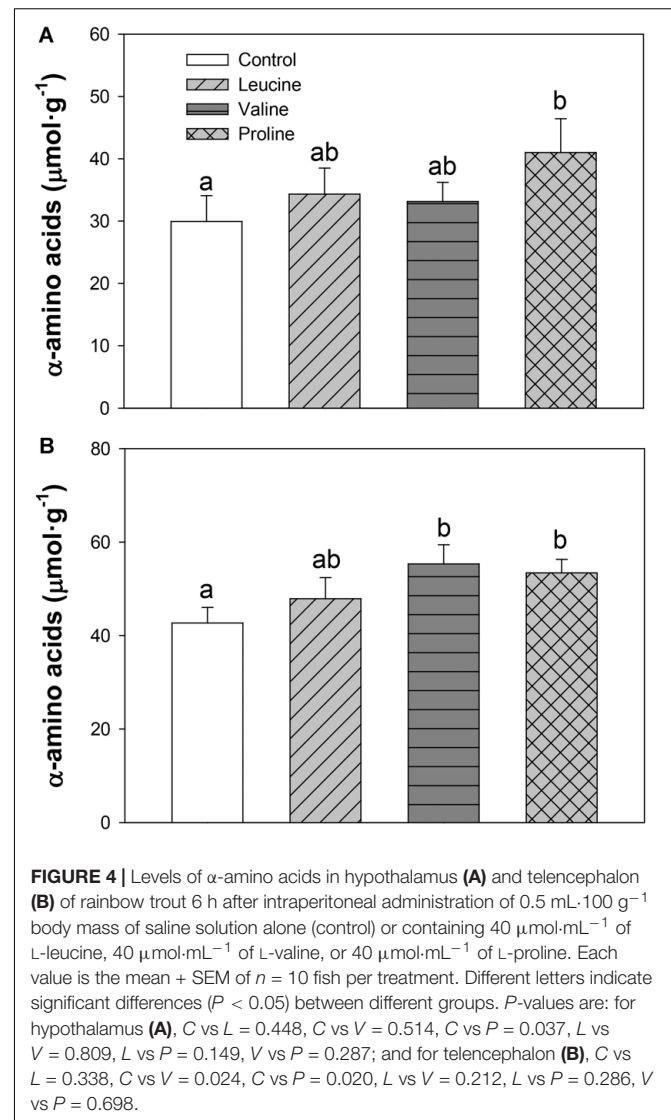 A
α-amino acids (μmol·g⁻¹)
60
50
40
30
20
10
0
Control
Leucine
Valine
Proline
a
ab
ab
b
B
α-amino acids (μmol·g⁻¹)
80
60
40
20
0
a
ab
b
b
FIGURE 4 | Levels of α-amino acids in hypothalamus (A) and telencephalon
(B) of rainbow trout 6 h after intraperitoneal administration of 0.5 mL·100 g⁻¹
body mass of saline solution alone (control) or containing 40 μmol·mL⁻¹ of
L-leucine, 40 μmol·mL⁻¹ of L-valine, or 40 μmol·mL⁻¹ of L-proline. Each
value is the mean + SEM of n = 10 fish per treatment. Different letters indicate
significant differences (P < 0.05) between different groups. P-values are: for
hypothalamus (A), C vs L = 0.448, C vs V = 0.514, C vs P = 0.037, L vs
V = 0.809, L vs P = 0.149, V vs P = 0.287; and for telencephalon (B), C vs
L = 0.338, C vs V = 0.024, C vs P = 0.020, L vs V = 0.212, L vs P = 0.286, V
vs P = 0.698.